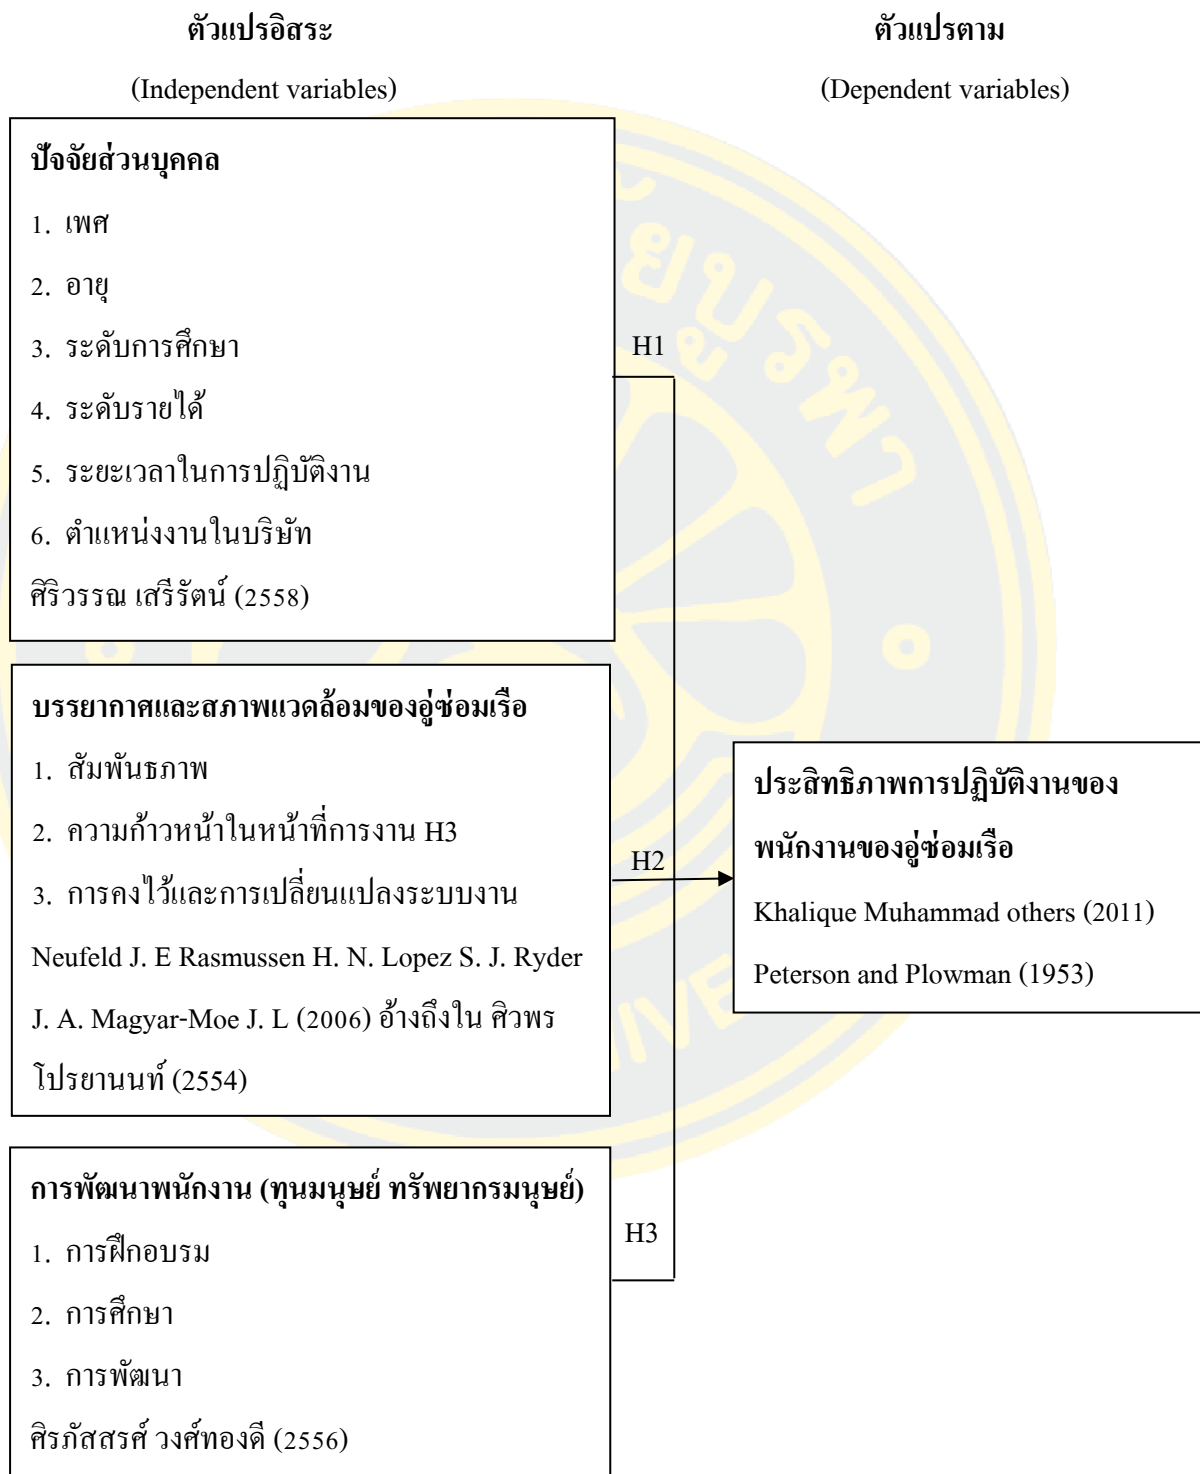 ตัวแปรอิสระ
(Independent variables)
ปัจจัยส่วนบุคคล
1. เพศ
2. อายุ
3. ระดับการศึกษา
4. ระดับรายได้
5. ระยะเวลาในการปฏิบัติงาน
6. ตำแหน่งงานในบริษัท
ศิริวรรณ เสรีรัตน์ (2558)
H1
บรรยากาศและสภาพแวดล้อมของอู่ซ่อมเรือ
1. สัมพันธภาพ
2. ความก้าวหน้าในหน้าที่การงาน H3
3. การคงไว้และการเปลี่ยนแปลงระบบงาน
Neufeld J. E Rasmussen H. N. Lopez S. J. Ryder
J. A. Magyar-Moe J. L (2006) อ้างถึงใน ศิวพร
โปรยานนท์ (2554)
H2
การพัฒนาพนักงาน (ทุนมนุษย์ ทรัพยากรมนุษย์)
1. การฝึกอบรม
2. การศึกษา
3. การพัฒนา
ศิรภัสสรศ์ วงศ์ทองดี (2556)
H3
ตัวแปรตาม
(Dependent variables)
ประสิทธิภาพการปฏิบัติงานของ
พนักงานของอู่ซ่อมเรือ
Khalique Muhammad others (2011)
Peterson and Plowman (1953)